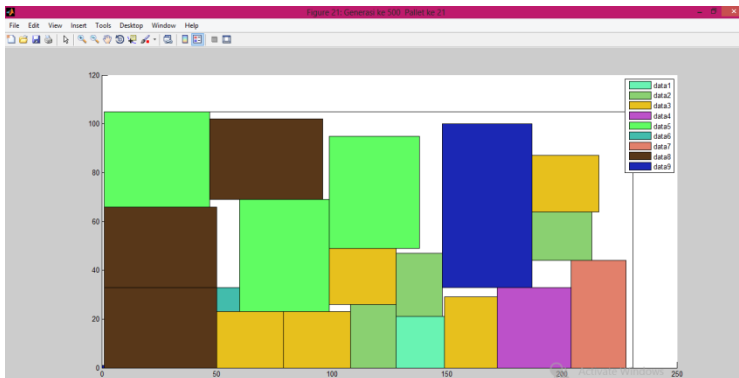 Figure 21: Generasi ke 500 Pallet ke 21
File Edit View Insert Tools Desktop Window Help
120
100
80
60
40
20
0
0 50 100 150 200 250
data1
data2
data3
data4
data5
data6
data7
data8
data9
Activate Windows